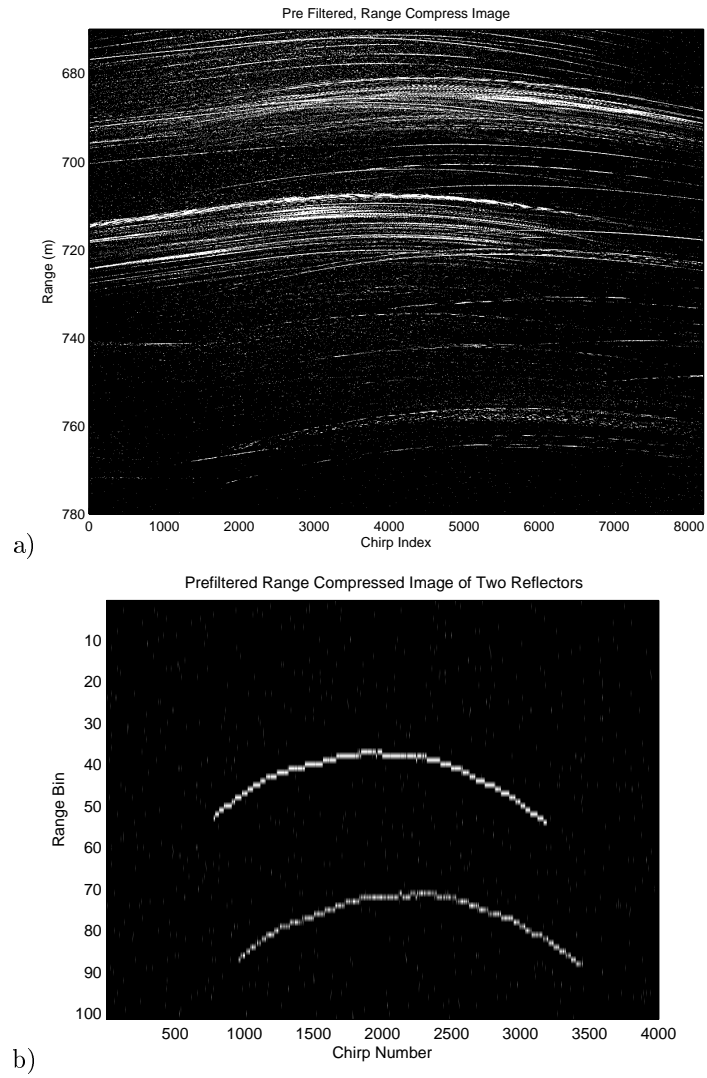 Pre Filtered, Range Compress Image
680
700
720
740
760
780
Range (m)
0 1000 2000 3000 4000 5000 6000 7000 8000
Chirp Index
a)
Prefiltered Range Compressed Image of Two Reflectors
10
20
30
40
50
60
70
80
90
100
Range Bin
500 1000 1500 2000 2500 3000 3500 4000
Chirp Number
b)